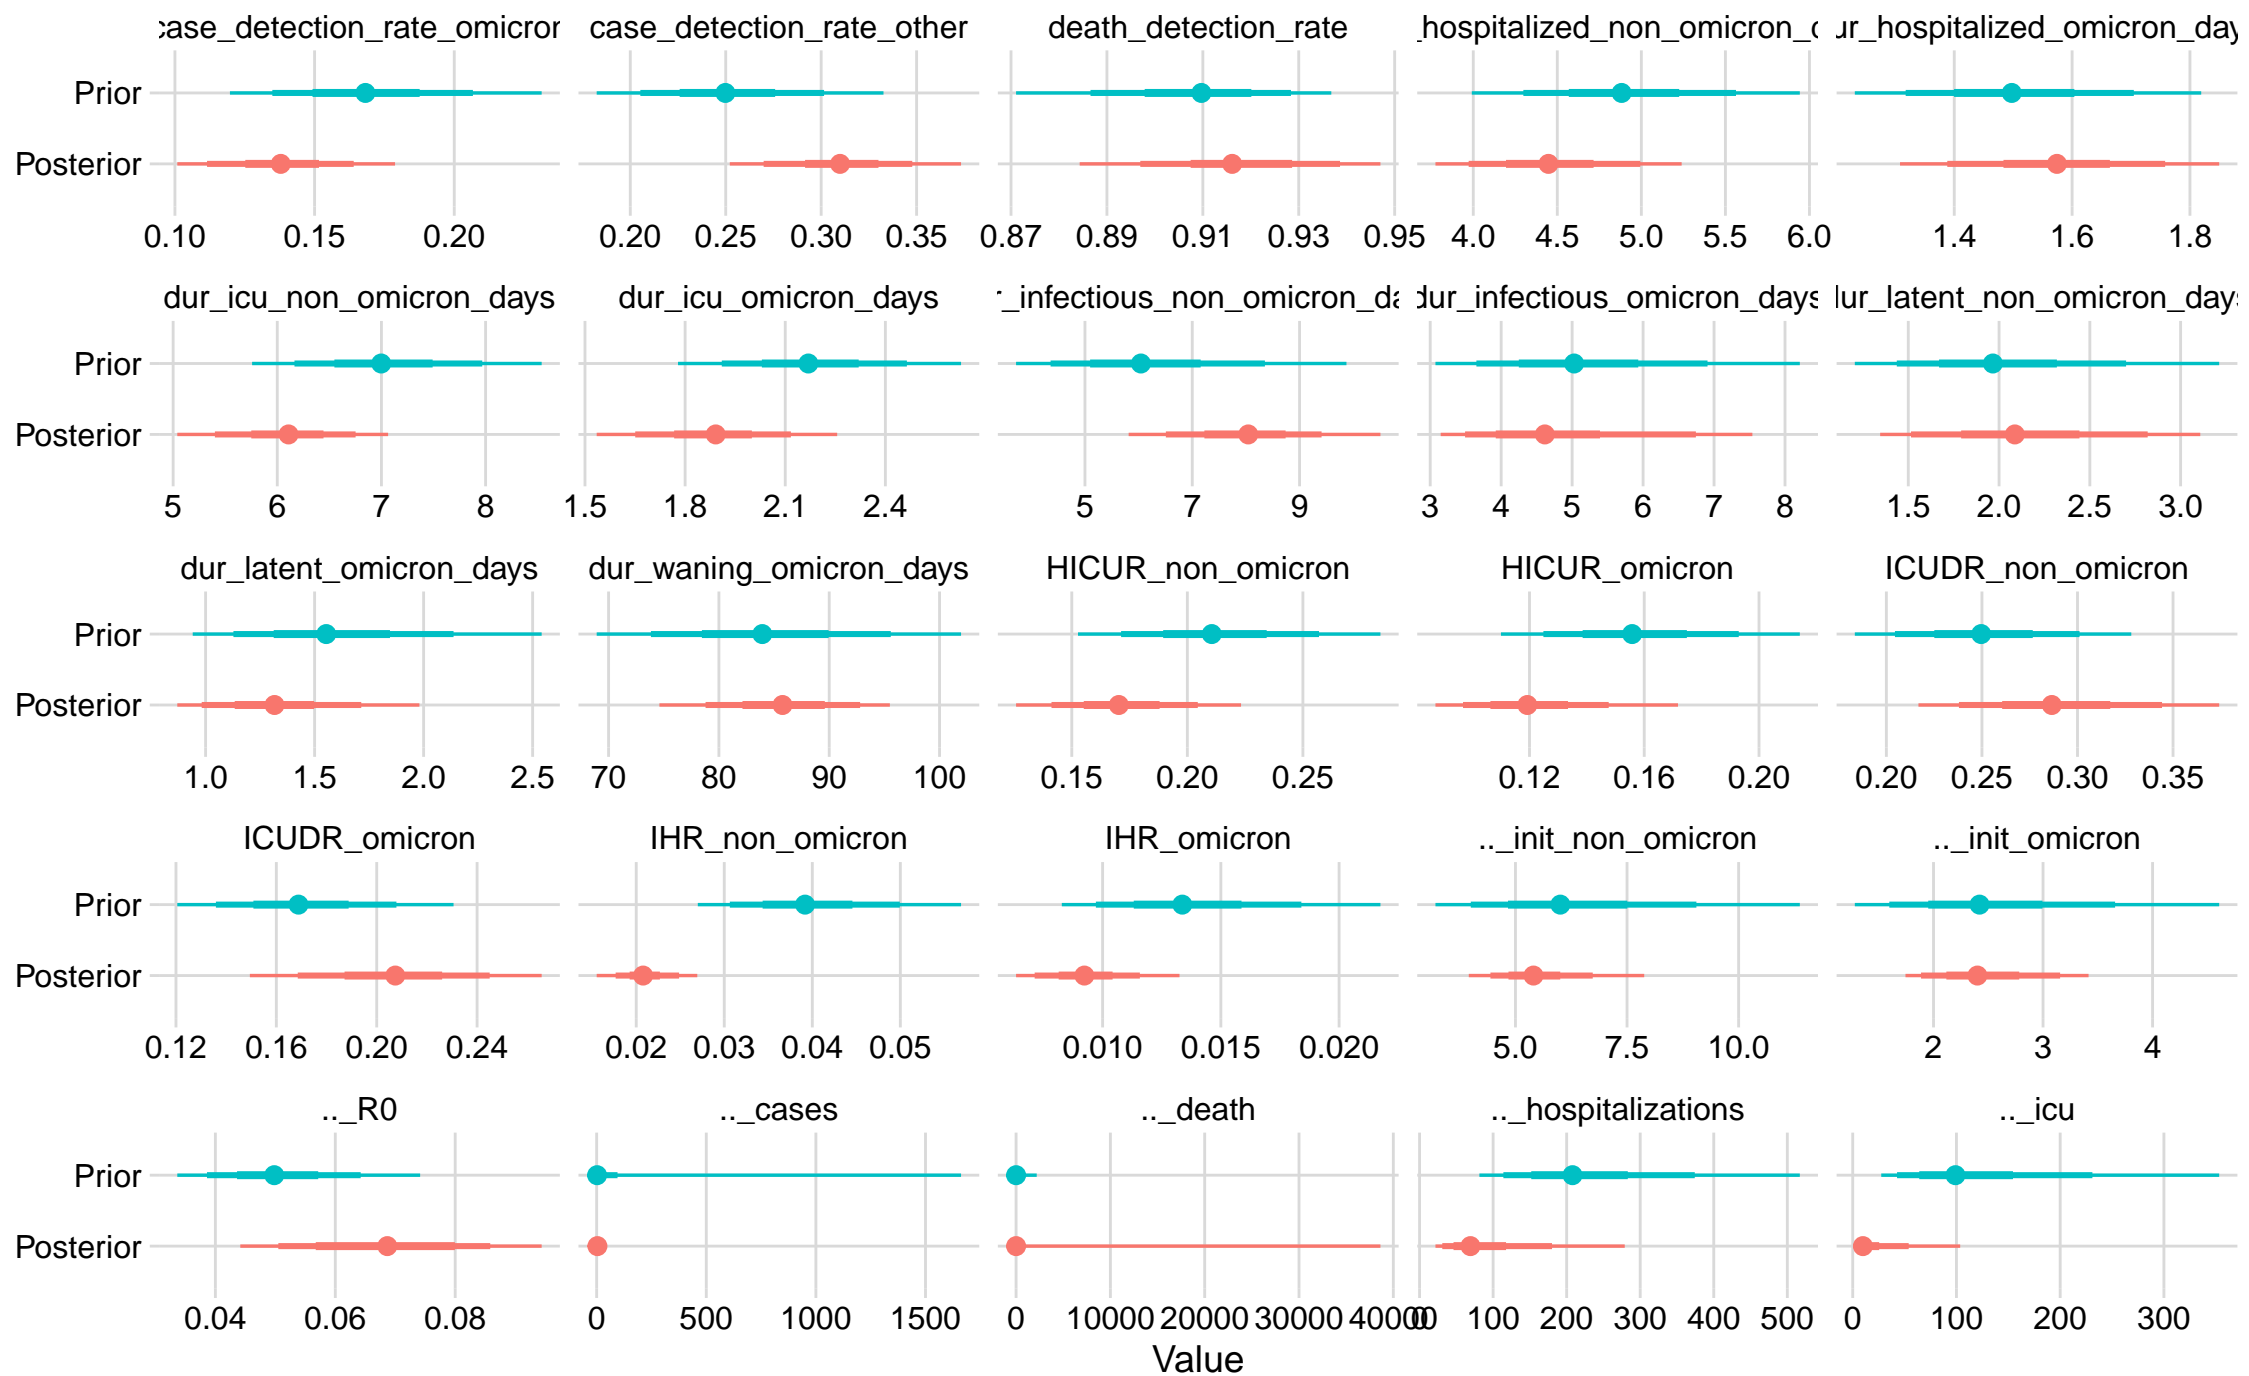 case_detection_rate_omicron case_detection_rate_other death_detection_rate _hospitalized_non_omicron_d ur_hospitalized_omicron_day
Prior
Posterior
0.10 0.15 0.20 0.20 0.25 0.30 0.35 0.87 0.89 0.91 0.93 0.95 4.0 4.5 5.0 5.5 6.0 1.4 1.6 1.8
dur_icu_non_omicron_days dur_icu_omicron_days r_infectious_non_omicron_da dur_infectious_omicron_days dur_latent_non_omicron_days
Prior
Posterior
5 6 7 8 1.5 1.8 2.1 2.4 5 7 9 3 4 5 6 7 8 1.5 2.0 2.5 3.0
dur_latent_omicron_days dur_waning_omicron_days HICUR_non_omicron HICUR_omicron ICUDR_non_omicron
Prior
Posterior
1.0 1.5 2.0 2.5 70 80 90 100 0.15 0.20 0.25 0.12 0.16 0.20 0.20 0.25 0.30 0.35
ICUDR_omicron IHR_non_omicron IHR_omicron .._init_non_omicron .._init_omicron
Prior
Posterior
0.12 0.16 0.20 0.24 0.02 0.03 0.04 0.05 0.010 0.015 0.020 5.0 7.5 10.0 2 3 4
.._R0 .._cases .._death .._hospitalizations .._icu
Prior
Posterior
0.04 0.06 0.08 0 500 1000 1500 0 10000 20000 30000 40000 0 100 200 300 400 500 0 100 200 300
Value